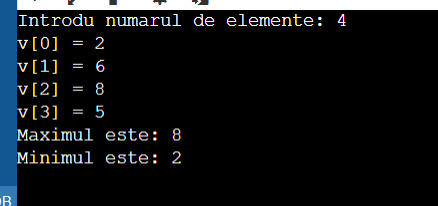 Introdu numarul de elemente: 4
v[0] = 2
v[1] = 6
v[2] = 8
v[3] = 5
Maximul este: 8
Minimul este: 2